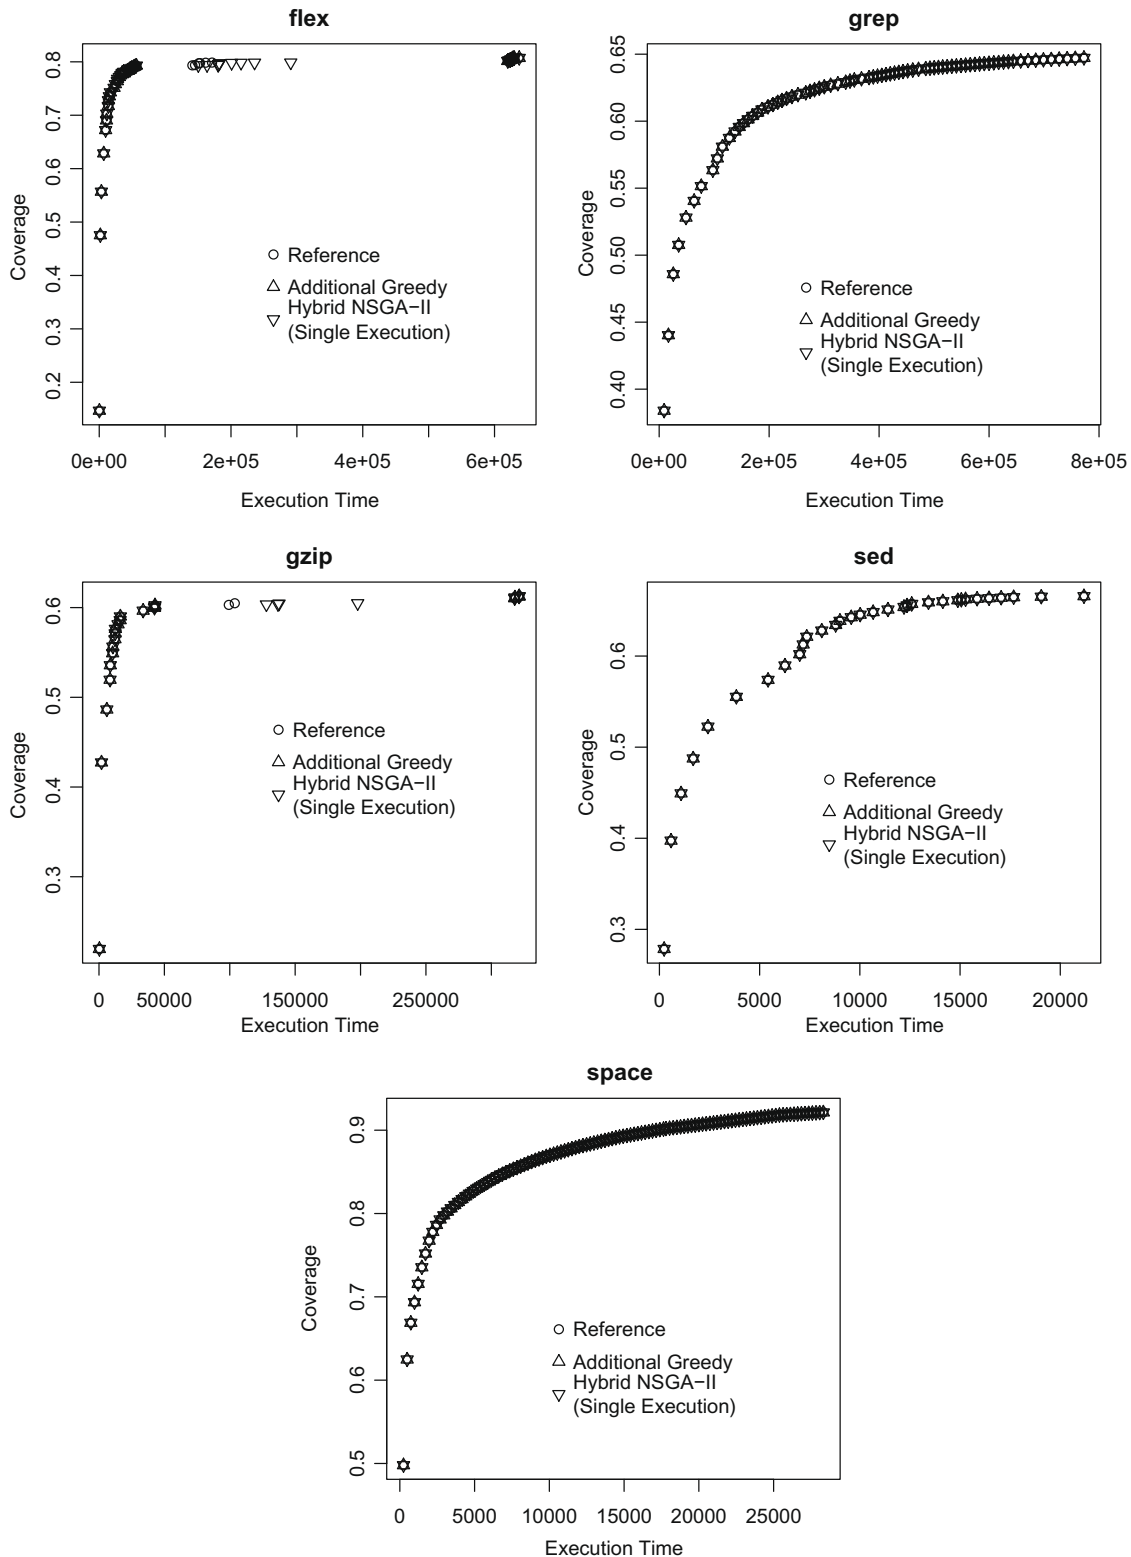 flex
0.8
0.7
0.6
0.5
0.4
0.3
0.2
Coverage
Reference
Additional Greedy
Hybrid NSGA−II
(Single Execution)
0e+00 2e+05 4e+05 6e+05
Execution Time
grep
0.65
0.60
0.55
0.50
0.45
0.40
Coverage
Reference
Additional Greedy
Hybrid NSGA−II
(Single Execution)
0e+00 2e+05 4e+05 6e+05 8e+05
Execution Time
gzip
0.6
0.5
0.4
0.3
Coverage
Reference
Additional Greedy
Hybrid NSGA−II
(Single Execution)
0 50000 150000 250000
Execution Time
sed
0.6
0.5
0.4
0.3
Coverage
Reference
Additional Greedy
Hybrid NSGA−II
(Single Execution)
0 5000 10000 15000 20000
Execution Time
space
0.9
0.8
0.7
0.6
0.5
Coverage
Reference
Additional Greedy
Hybrid NSGA−II
(Single Execution)
0 5000 10000 15000 20000 25000
Execution Time